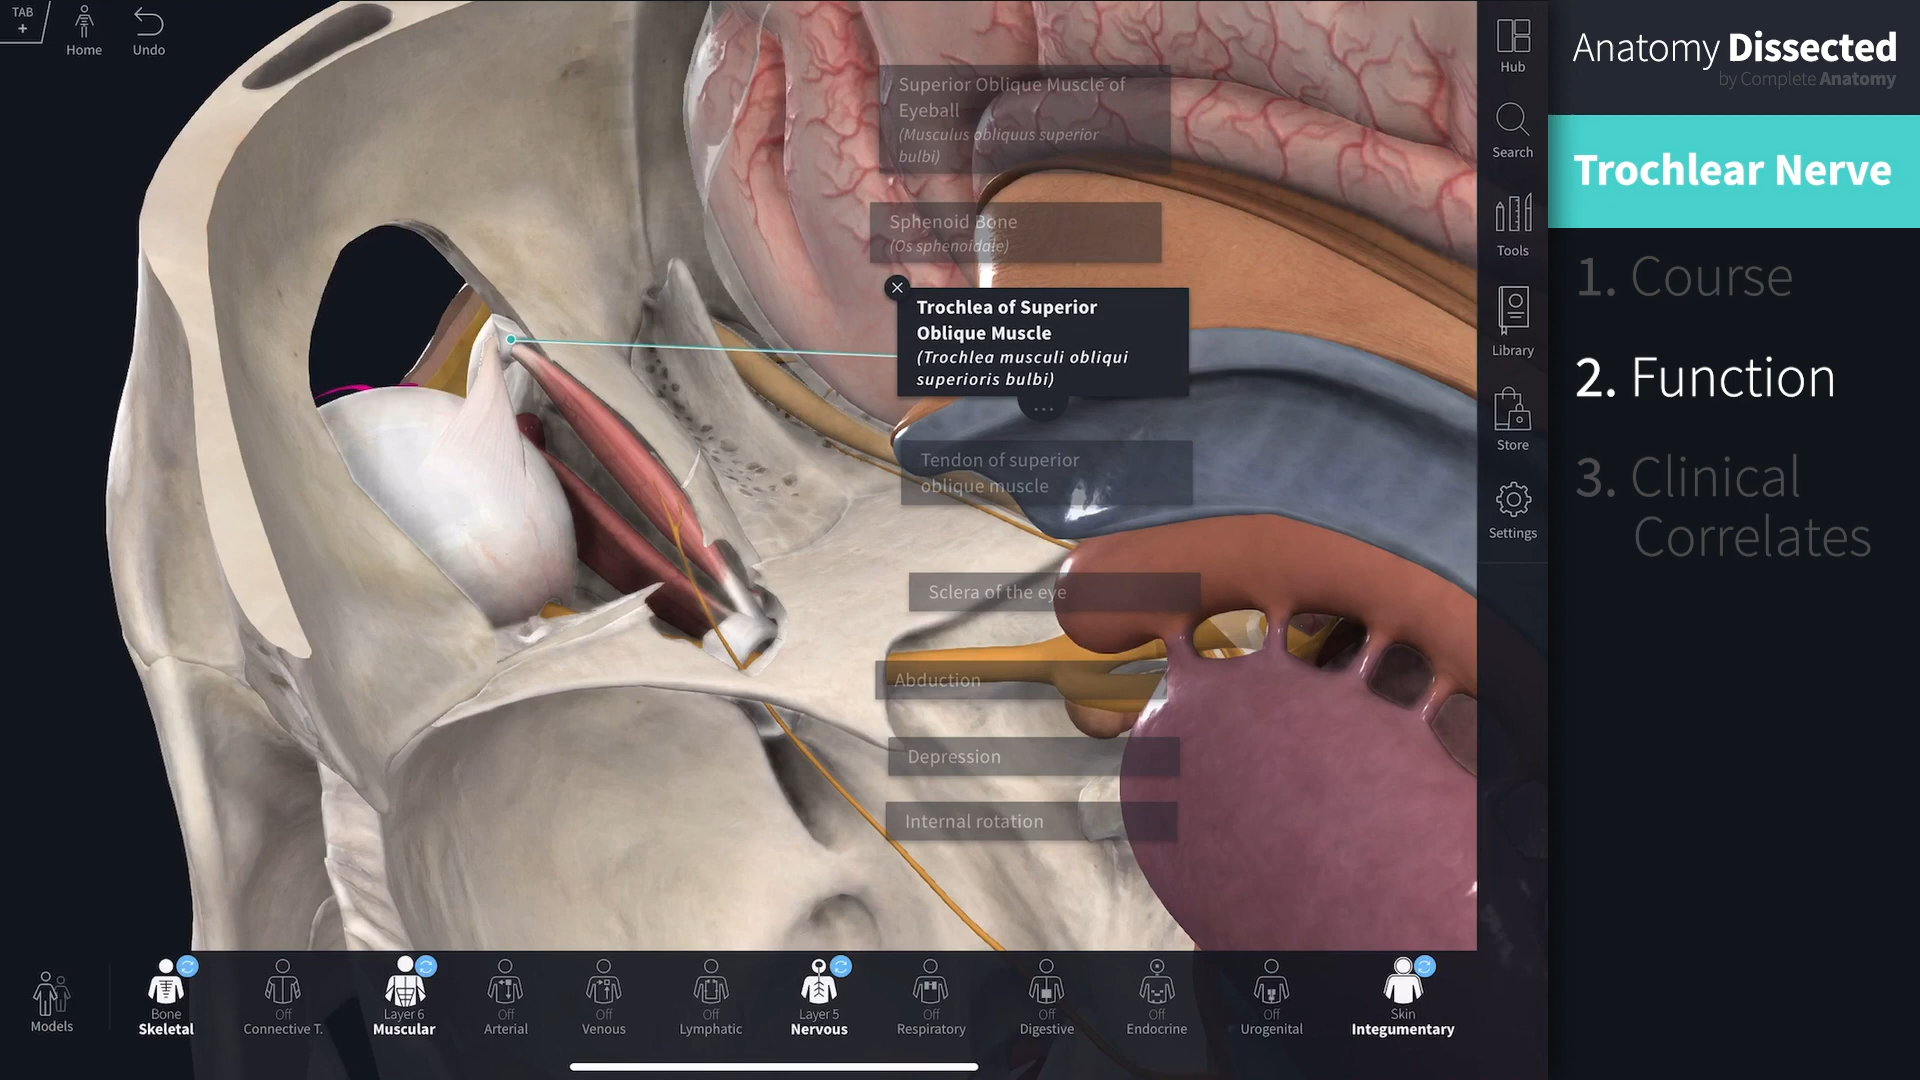 TAB
+
Home
Undo
Superior Oblique Muscle of
Eyeball
(Musculus obliquus superior
bulbi)
Sphenoid Bone
(Os sphenoidale)
Trochlea of Superior
Oblique Muscle
(Trochlea musculi obliqui
superioris bulbi)
...
Tendon of superior
oblique muscle
Sclera of the eye
Abduction
Depression
Internal rotation
Hub
Search
Tools
Library
Store
Settings
Anatomy Dissected
by Complete Anatomy
Trochlear Nerve
1. Course
2. Function
3. Clinical
Correlates
Models
Bone
Skeletal
Off
Connective T.
Layer 6
Muscular
Off
Arterial
Off
Venous
Off
Lymphatic
Layer 5
Nervous
Off
Respiratory
Off
Digestive
Off
Endocrine
Off
Urogenital
Skin
Integumentary